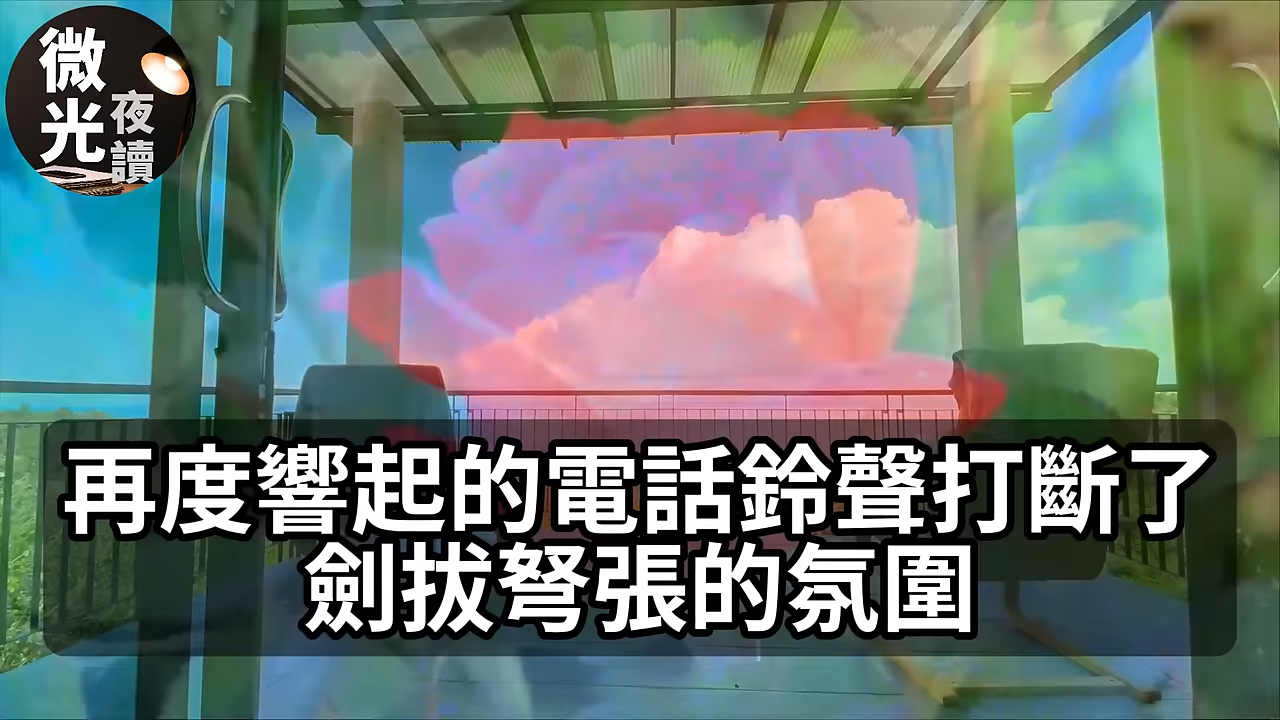 微光
夜讀
再度響起的電話鈴聲打斷了
劍拔弩張的氛圍